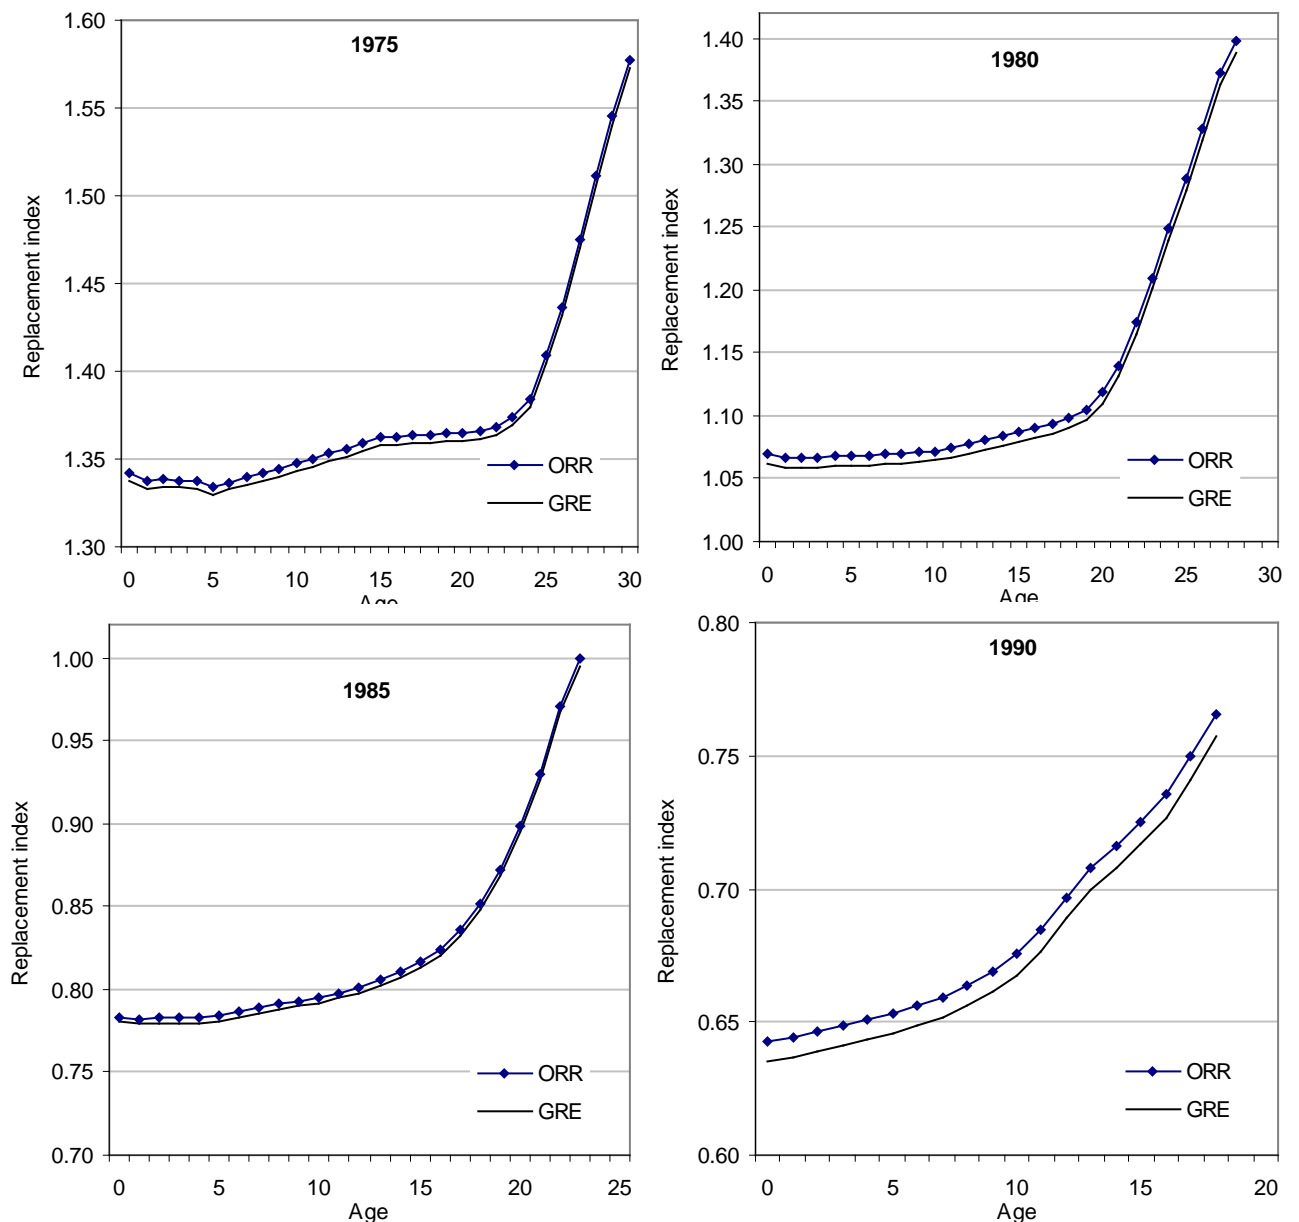 1975
Replacement index
1.60
1.55
1.50
1.45
1.40
1.35
1.30
ORR
GRE
0 5 10 15 20 25 30
Age
1980
Replacement index
1.40
1.35
1.30
1.25
1.20
1.15
1.10
1.05
1.00
ORR
GRE
0 5 10 15 20 25 30
Age
1985
Replacement index
1.00
0.95
0.90
0.85
0.80
0.75
0.70
ORR
GRE
0 5 10 15 20 25
Age
1990
Replacement index
0.80
0.75
0.70
0.65
0.60
ORR
GRE
0 5 10 15 20
Age